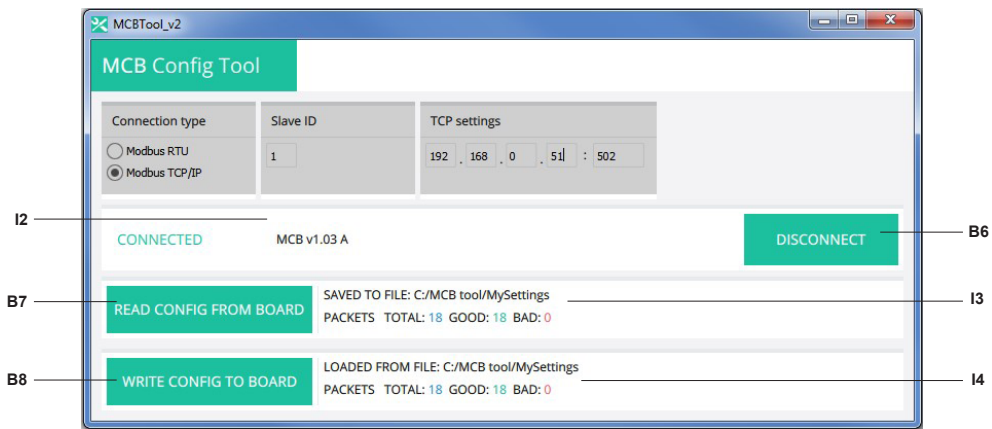 MCBTool_v2
MCB Config Tool
Connection type
Slave ID
TCP settings
Modbus RTU
Modbus TCP/IP
1
192 . 168 . 0 . 51 : 502
I2
CONNECTED
MCB v1.03 A
DISCONNECT
B6
B7
READ CONFIG FROM BOARD
SAVED TO FILE: C:/MCB tool/MySettings
PACKETS TOTAL: 18 GOOD: 18 BAD: 0
I3
B8
WRITE CONFIG TO BOARD
LOADED FROM FILE: C:/MCB tool/MySettings
PACKETS TOTAL: 18 GOOD: 18 BAD: 0
I4